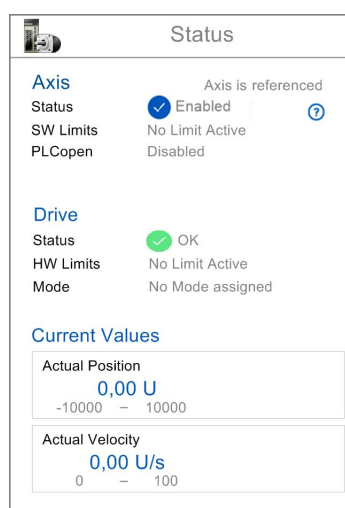 Status
Axis
Axis is referenced
Status Enabled
?
SW Limits No Limit Active
PLCopen Disabled
Drive
Status OK
HW Limits No Limit Active
Mode No Mode assigned
Current Values
Actual Position
0,00 U
-10000 – 10000
Actual Velocity
0,00 U/s
0 – 100